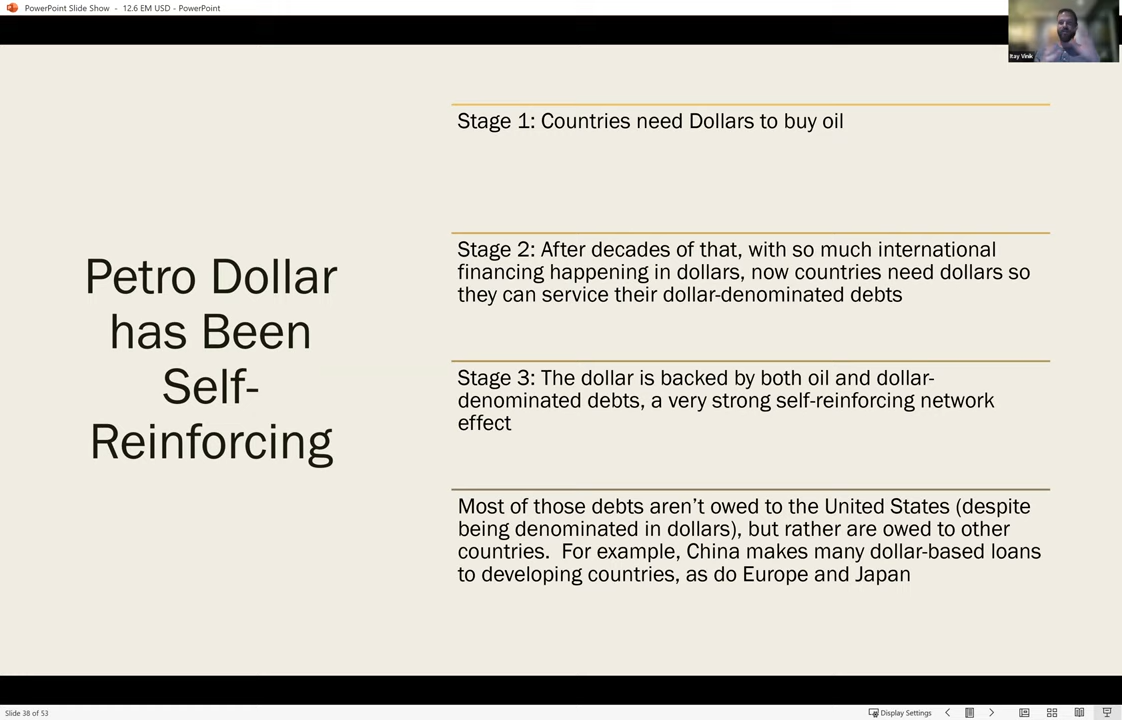 PowerPoint Slide Show - 12.6 EM USD - PowerPoint
Itay Vinik
Petro Dollar
has Been
Self-
Reinforcing
Stage 1: Countries need Dollars to buy oil
Stage 2: After decades of that, with so much international
financing happening in dollars, now countries need dollars so
they can service their dollar-denominated debts
Stage 3: The dollar is backed by both oil and dollar-
denominated debts, a very strong self-reinforcing network
effect
Most of those debts aren’t owed to the United States (despite
being denominated in dollars), but rather are owed to other
countries.  For example, China makes many dollar-based loans
to developing countries, as do Europe and Japan
Slide 38 of 53
Display Settings